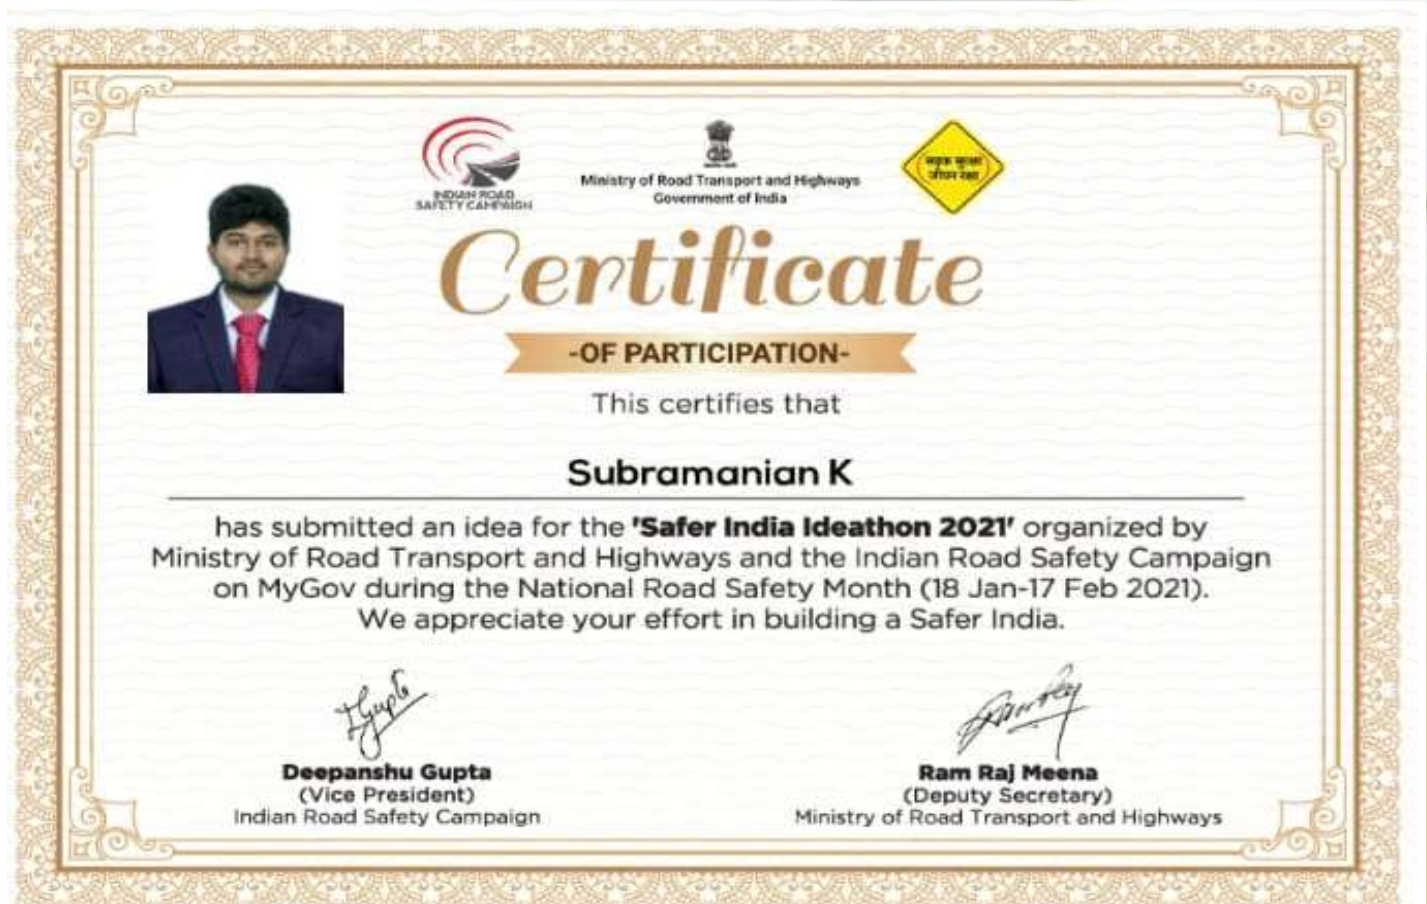 INDIAN ROAD
SAFETY CAMPAIGN
Ministry of Road Transport and Highways
Government of India
सड़क सुरक्षा
जीवन रक्षा
Certificate
-OF PARTICIPATION-
This certifies that
Subramanian K
has submitted an idea for the 'Safer India Ideathon 2021' organized by
Ministry of Road Transport and Highways and the Indian Road Safety Campaign
on MyGov during the National Road Safety Month (18 Jan-17 Feb 2021).
We appreciate your effort in building a Safer India.
Deepanshu Gupta
(Vice President)
Indian Road Safety Campaign
Ram Raj Meena
(Deputy Secretary)
Ministry of Road Transport and Highways